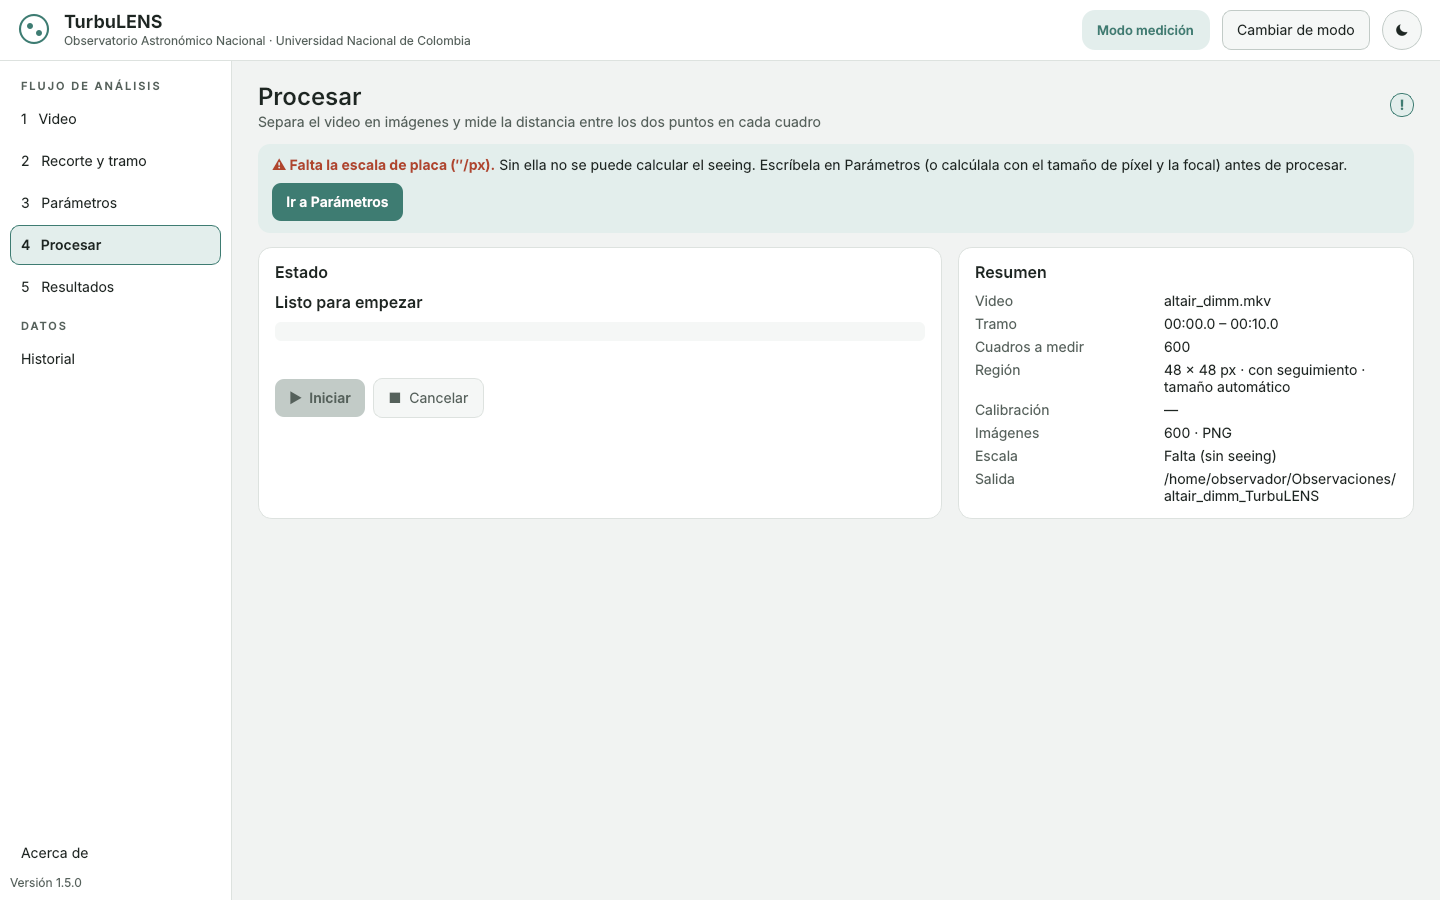 TurbuLENS
Observatorio Astronómico Nacional · Universidad Nacional de Colombia
Modo medición
Cambiar de modo
FLUJO DE ANÁLISIS
1 Video
2 Recorte y tramo
3 Parámetros
4 Procesar
5 Resultados
DATOS
Historial
Acerca de
Versión 1.5.0
Procesar
Separa el video en imágenes y mide la distancia entre los dos puntos en cada cuadro
!
⚠ Falta la escala de placa (″/px). Sin ella no se puede calcular el seeing. Escríbela en Parámetros (o calcúlala con el tamaño de píxel y la focal) antes de procesar.
Ir a Parámetros
Estado
Listo para empezar
▶ Iniciar
■ Cancelar
Resumen
Video altair_dimm.mkv
Tramo 00:00.0 – 00:10.0
Cuadros a medir 600
Región 48 × 48 px · con seguimiento ·
tamaño automático
Calibración —
Imágenes 600 · PNG
Escala Falta (sin seeing)
Salida /home/observador/Observaciones/
altair_dimm_TurbuLENS